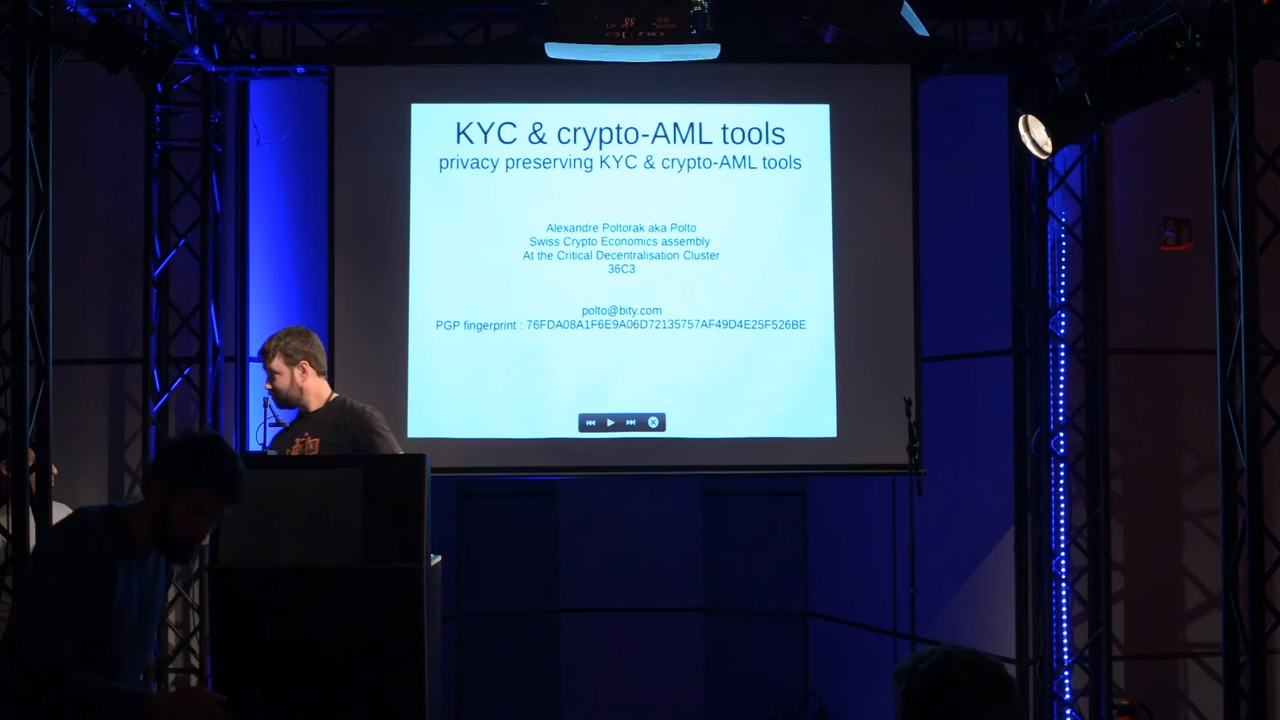 KYC & crypto-AML tools
privacy preserving KYC & crypto-AML tools
Alexandre Poltorak aka Polto
Swiss Crypto Economics assembly
At the Critical Decentralisation Cluster
36C3
polto@bity.com
PGP fingerprint : 76FDA08A1F6E9A06D72135757AF49D4E25F526BE